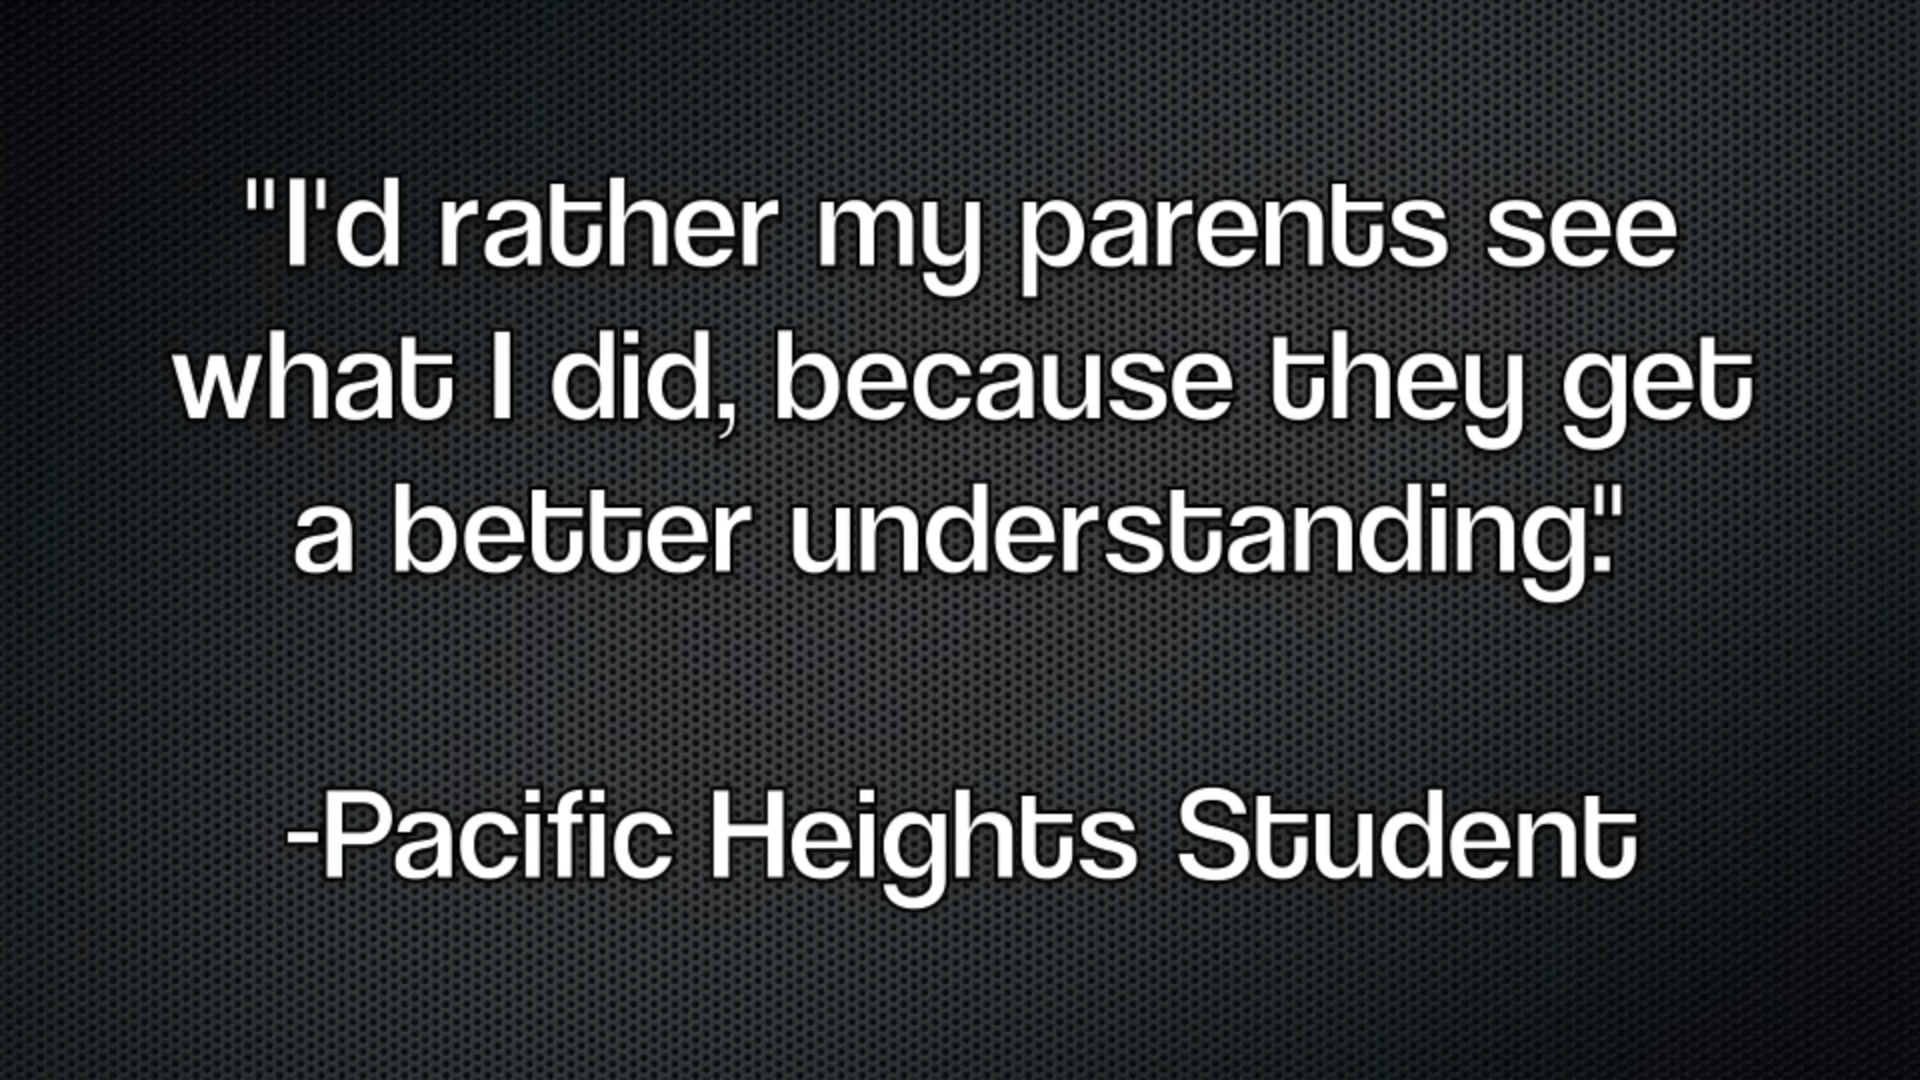 "I'd rather my parents see
what I did, because they get
a better understanding."
-Pacific Heights Student